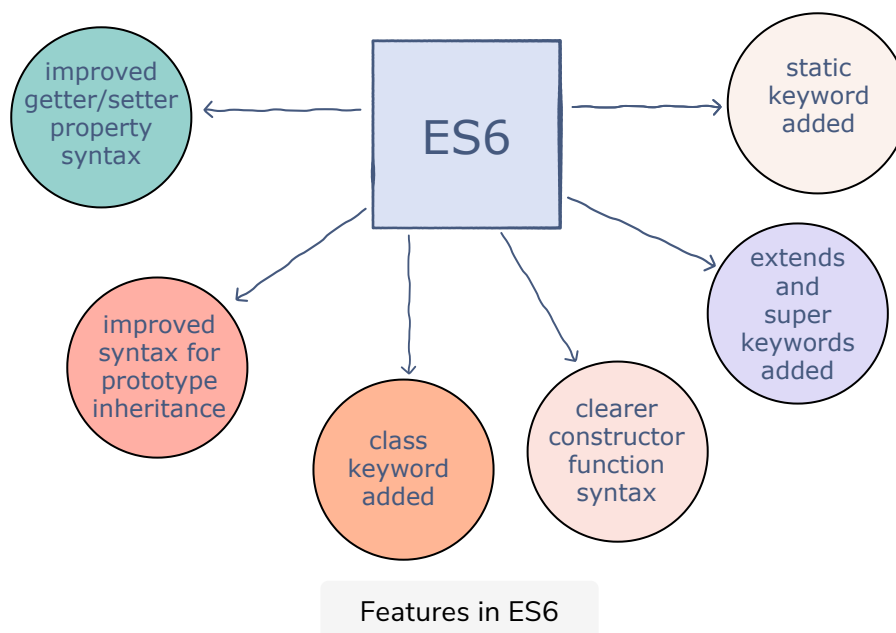 improved
getter/setter
property
syntax
ES6
static
keyword
added
extends
and
super
keywords
added
improved
syntax for
prototype
inheritance
class
keyword
added
clearer
constructor
function
syntax
Features in ES6